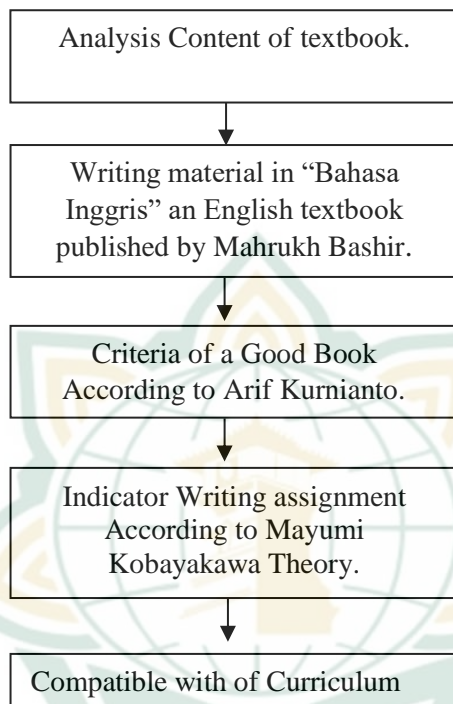 Analysis Content of textbook.
Writing material in “Bahasa
Inggris” an English textbook
published by Mahrukh Bashir.
Criteria of a Good Book
According to Arif Kurnianto.
Indicator Writing assignment
According to Mayumi
Kobayakawa Theory.
Compatible with of Curriculum